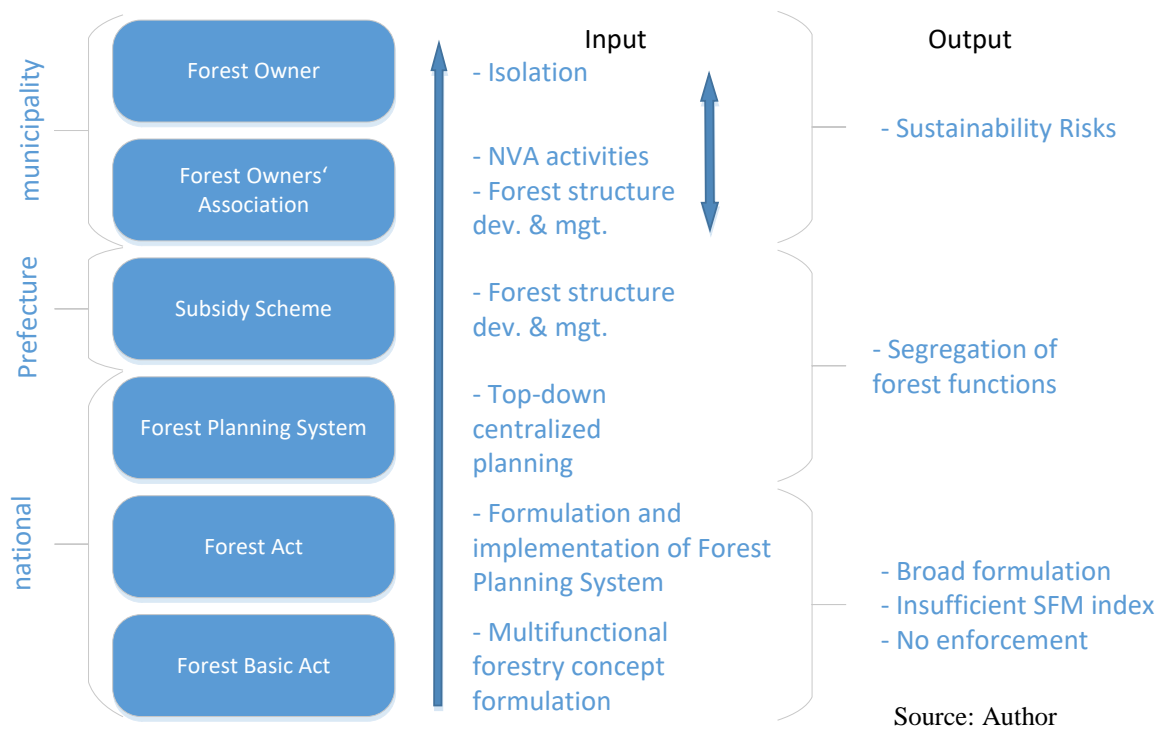 Input
Output
municipality
Forest Owner
- Isolation
- Sustainability Risks
Forest Owners‘
Association
- NVA activities
- Forest structure
dev. & mgt.
Prefecture
Subsidy Scheme
- Forest structure
dev. & mgt.
- Segregation of
forest functions
national
Forest Planning System
- Top-down
centralized
planning
Forest Act
- Formulation and
implementation of Forest
Planning System
- Broad formulation
- Insufficient SFM index
- No enforcement
Forest Basic Act
- Multifunctional
forestry concept
formulation
Source: Author